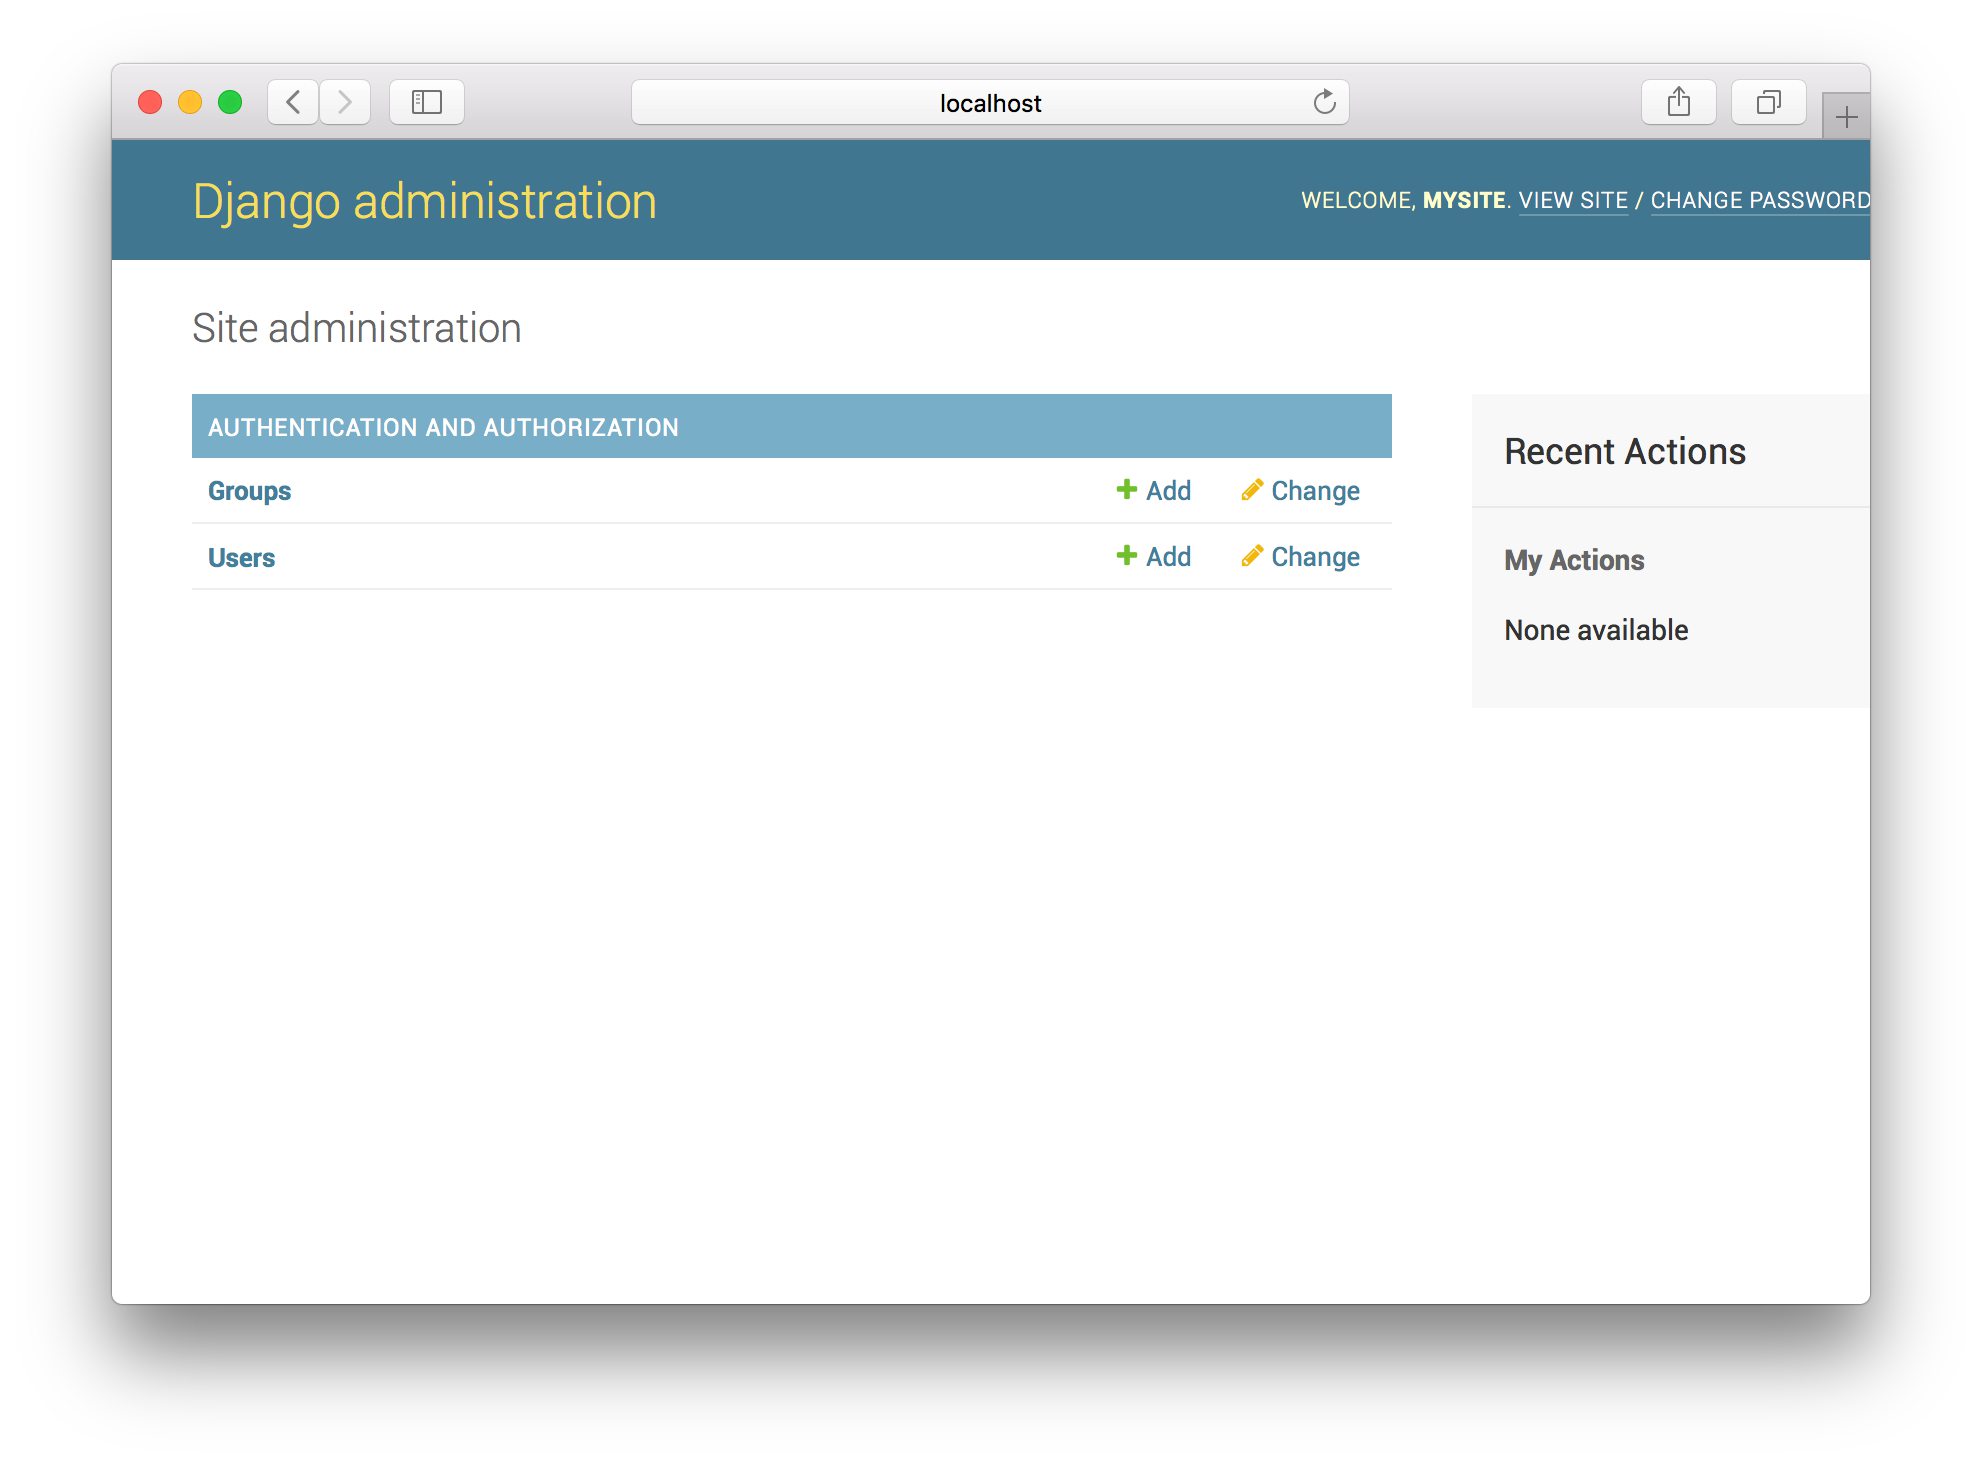 localhost
Django administration
WELCOME, MYSITE. VIEW SITE / CHANGE PASSWORD
Site administration
AUTHENTICATION AND AUTHORIZATION
Groups Add Change
Users Add Change
Recent Actions
My Actions
None available